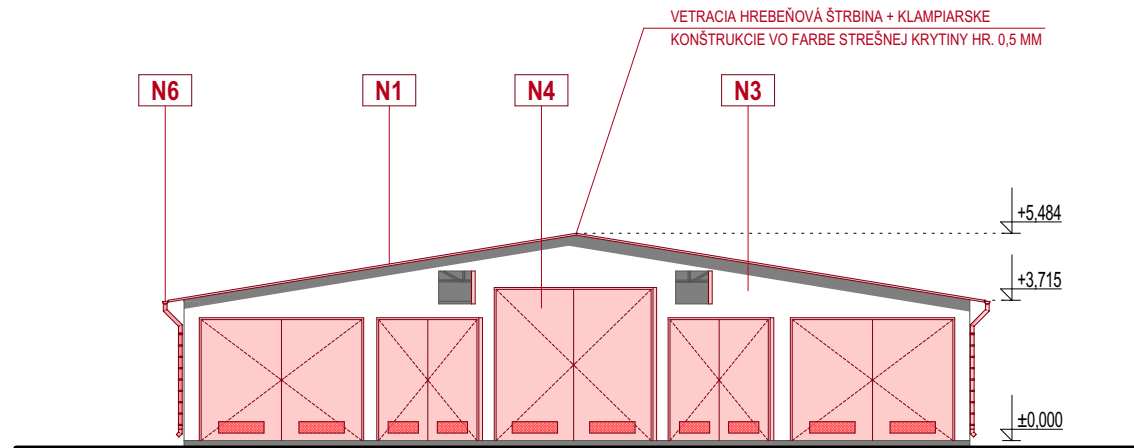 VETRACIA HREBEŇOVÁ ŠTRBINA + KLAMPIARSKE
KONŠTRUKCIE VO FARBE STREŠNEJ KRYTINY HR. 0,5 MM
N6
N1
N4
N3
+5,484
+3,715
±0,000